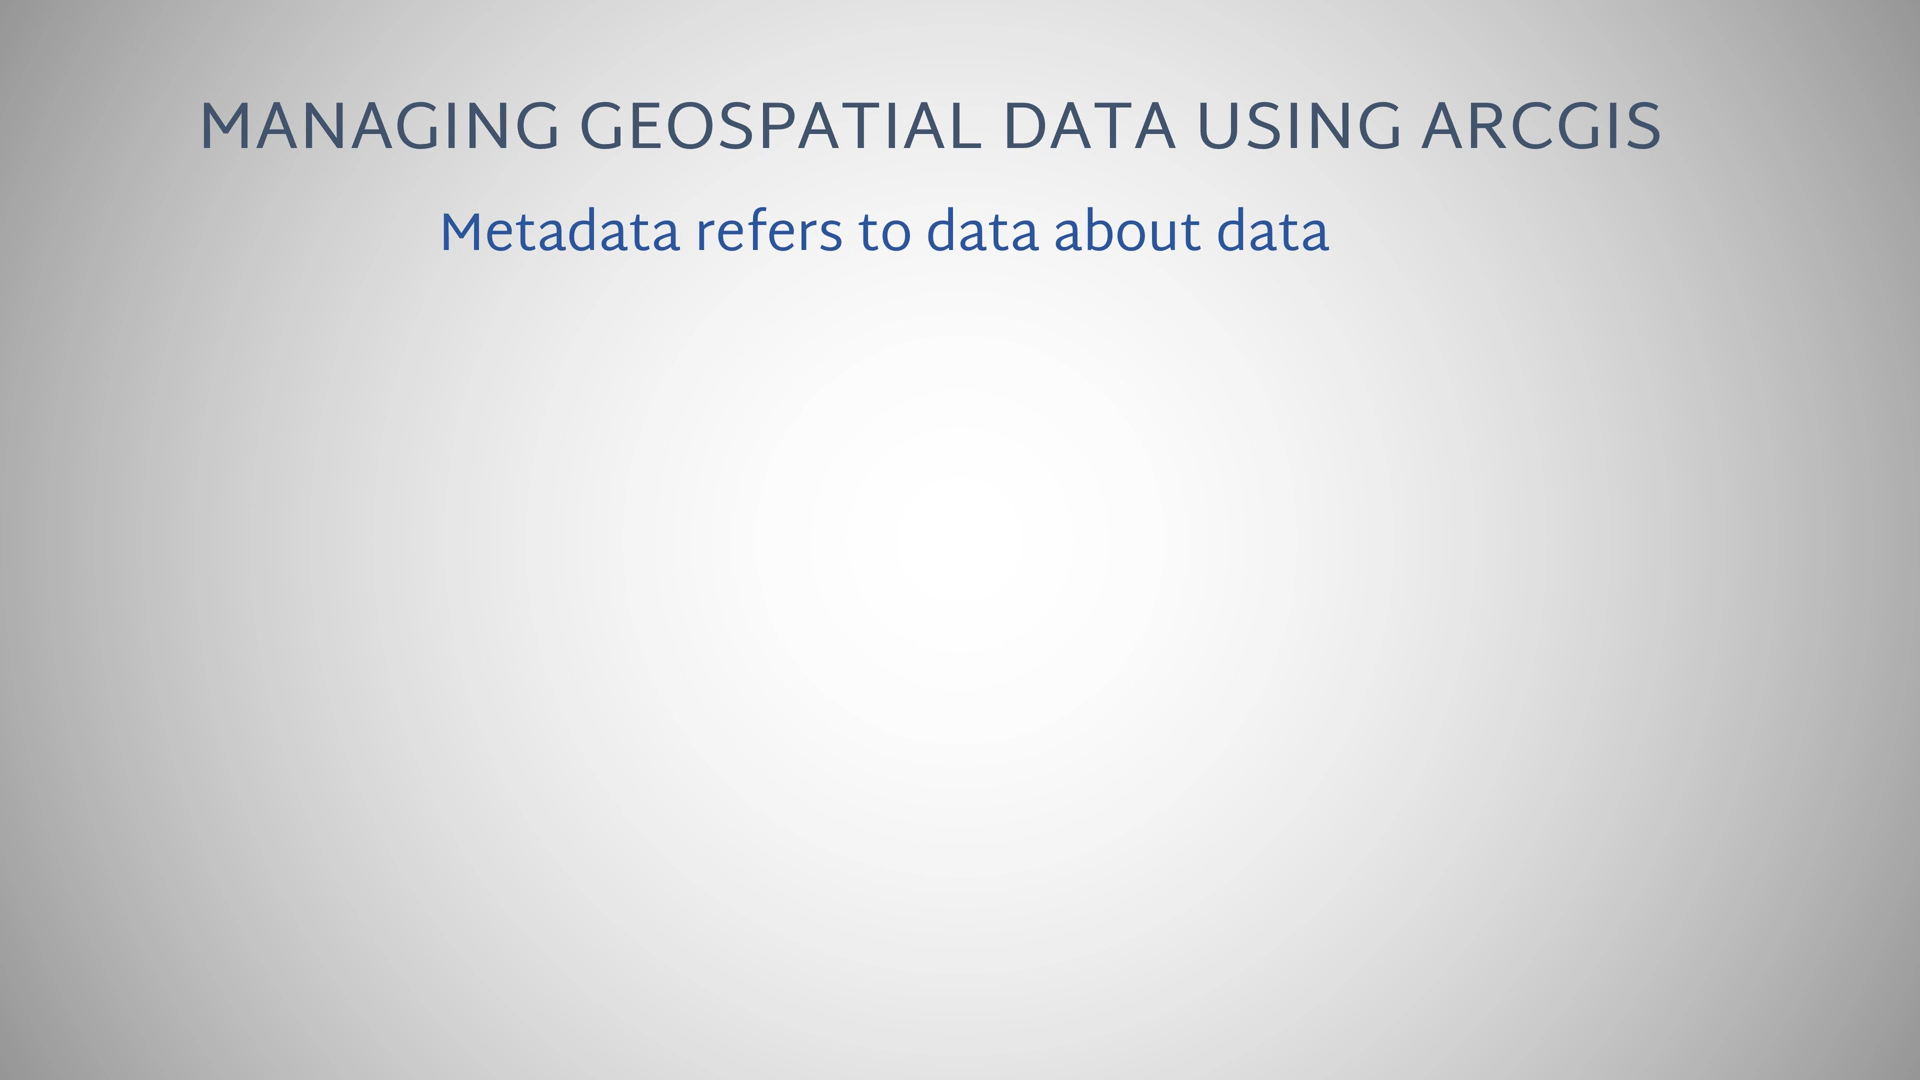 MANAGING GEOSPATIAL DATA USING ARCGIS
Metadata refers to data about data